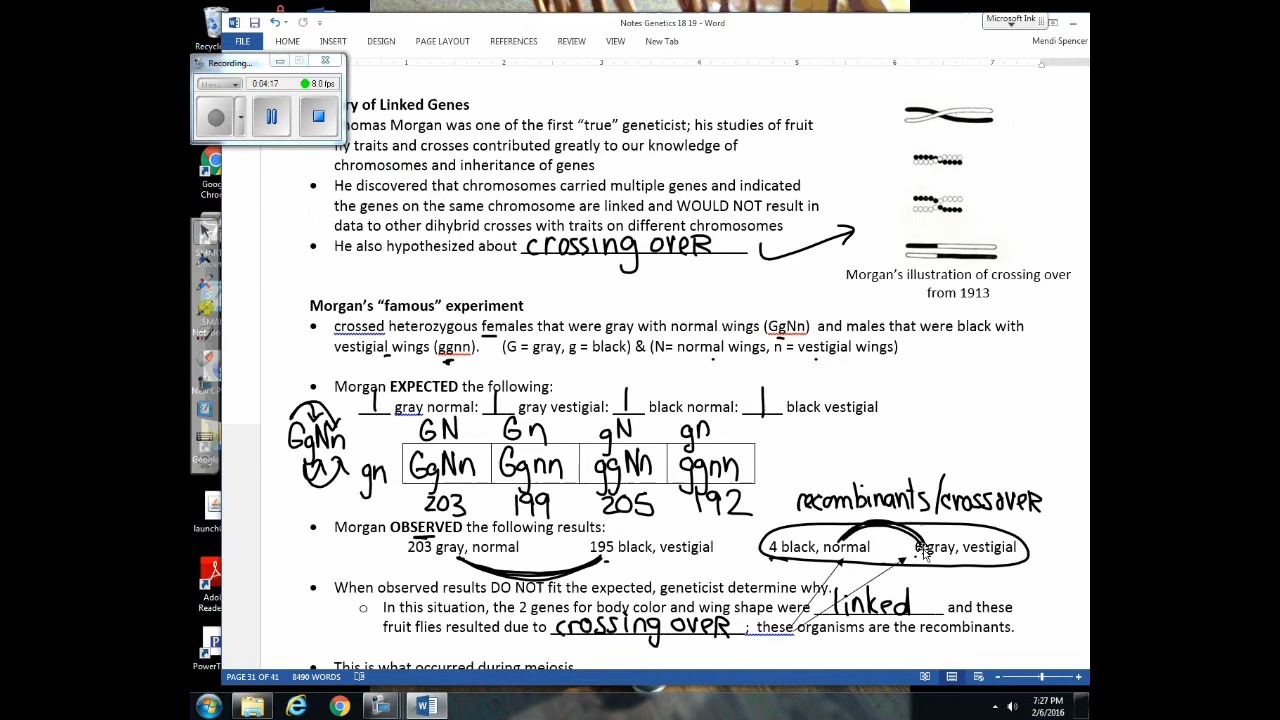 Notes Genetics 18 19 - Word
Microsoft Ink
FILE HOME INSERT DESIGN PAGE LAYOUT REFERENCES REVIEW VIEW New Tab
Mendi Spencer
Recording...
Menu
0:04:17
8.0 fps
1 2 3 4 5 6 7
ry of Linked Genes
homas Morgan was one of the first “true” geneticist; his studies of fruit
fly traits and crosses contributed greatly to our knowledge of
chromosomes and inheritance of genes
• He discovered that chromosomes carried multiple genes and indicated
the genes on the same chromosome are linked and WOULD NOT result in
data to other dihybrid crosses with traits on different chromosomes
• He also hypothesized about crossing oveR
Morgan’s illustration of crossing over
from 1913
Morgan’s “famous” experiment
• crossed heterozygous females that were gray with normal wings (GgNn) and males that were black with
vestigial wings (ggnn). (G = gray, g = black) & (N= normal wings, n = vestigial wings)
• Morgan EXPECTED the following:
1 gray normal: 1 gray vestigial: 1 black normal: 1 black vestigial
GgNn
GN Gn gN gn
gn GgNn Ggnn ggNn ggnn
203 199 205 192
recombinants/crossoveR
• Morgan OBSERVED the following results:
203 gray, normal 195 black, vestigial 4 black, normal 6 gray, vestigial
• When observed results DO NOT fit the expected, geneticist determine why.
o In this situation, the 2 genes for body color and wing shape were linked and these
fruit flies resulted due to crossing oveR ; these organisms are the recombinants.
• This is what occurred during meiosis
PAGE 31 OF 41 8490 WORDS
7:27 PM
2/6/2016